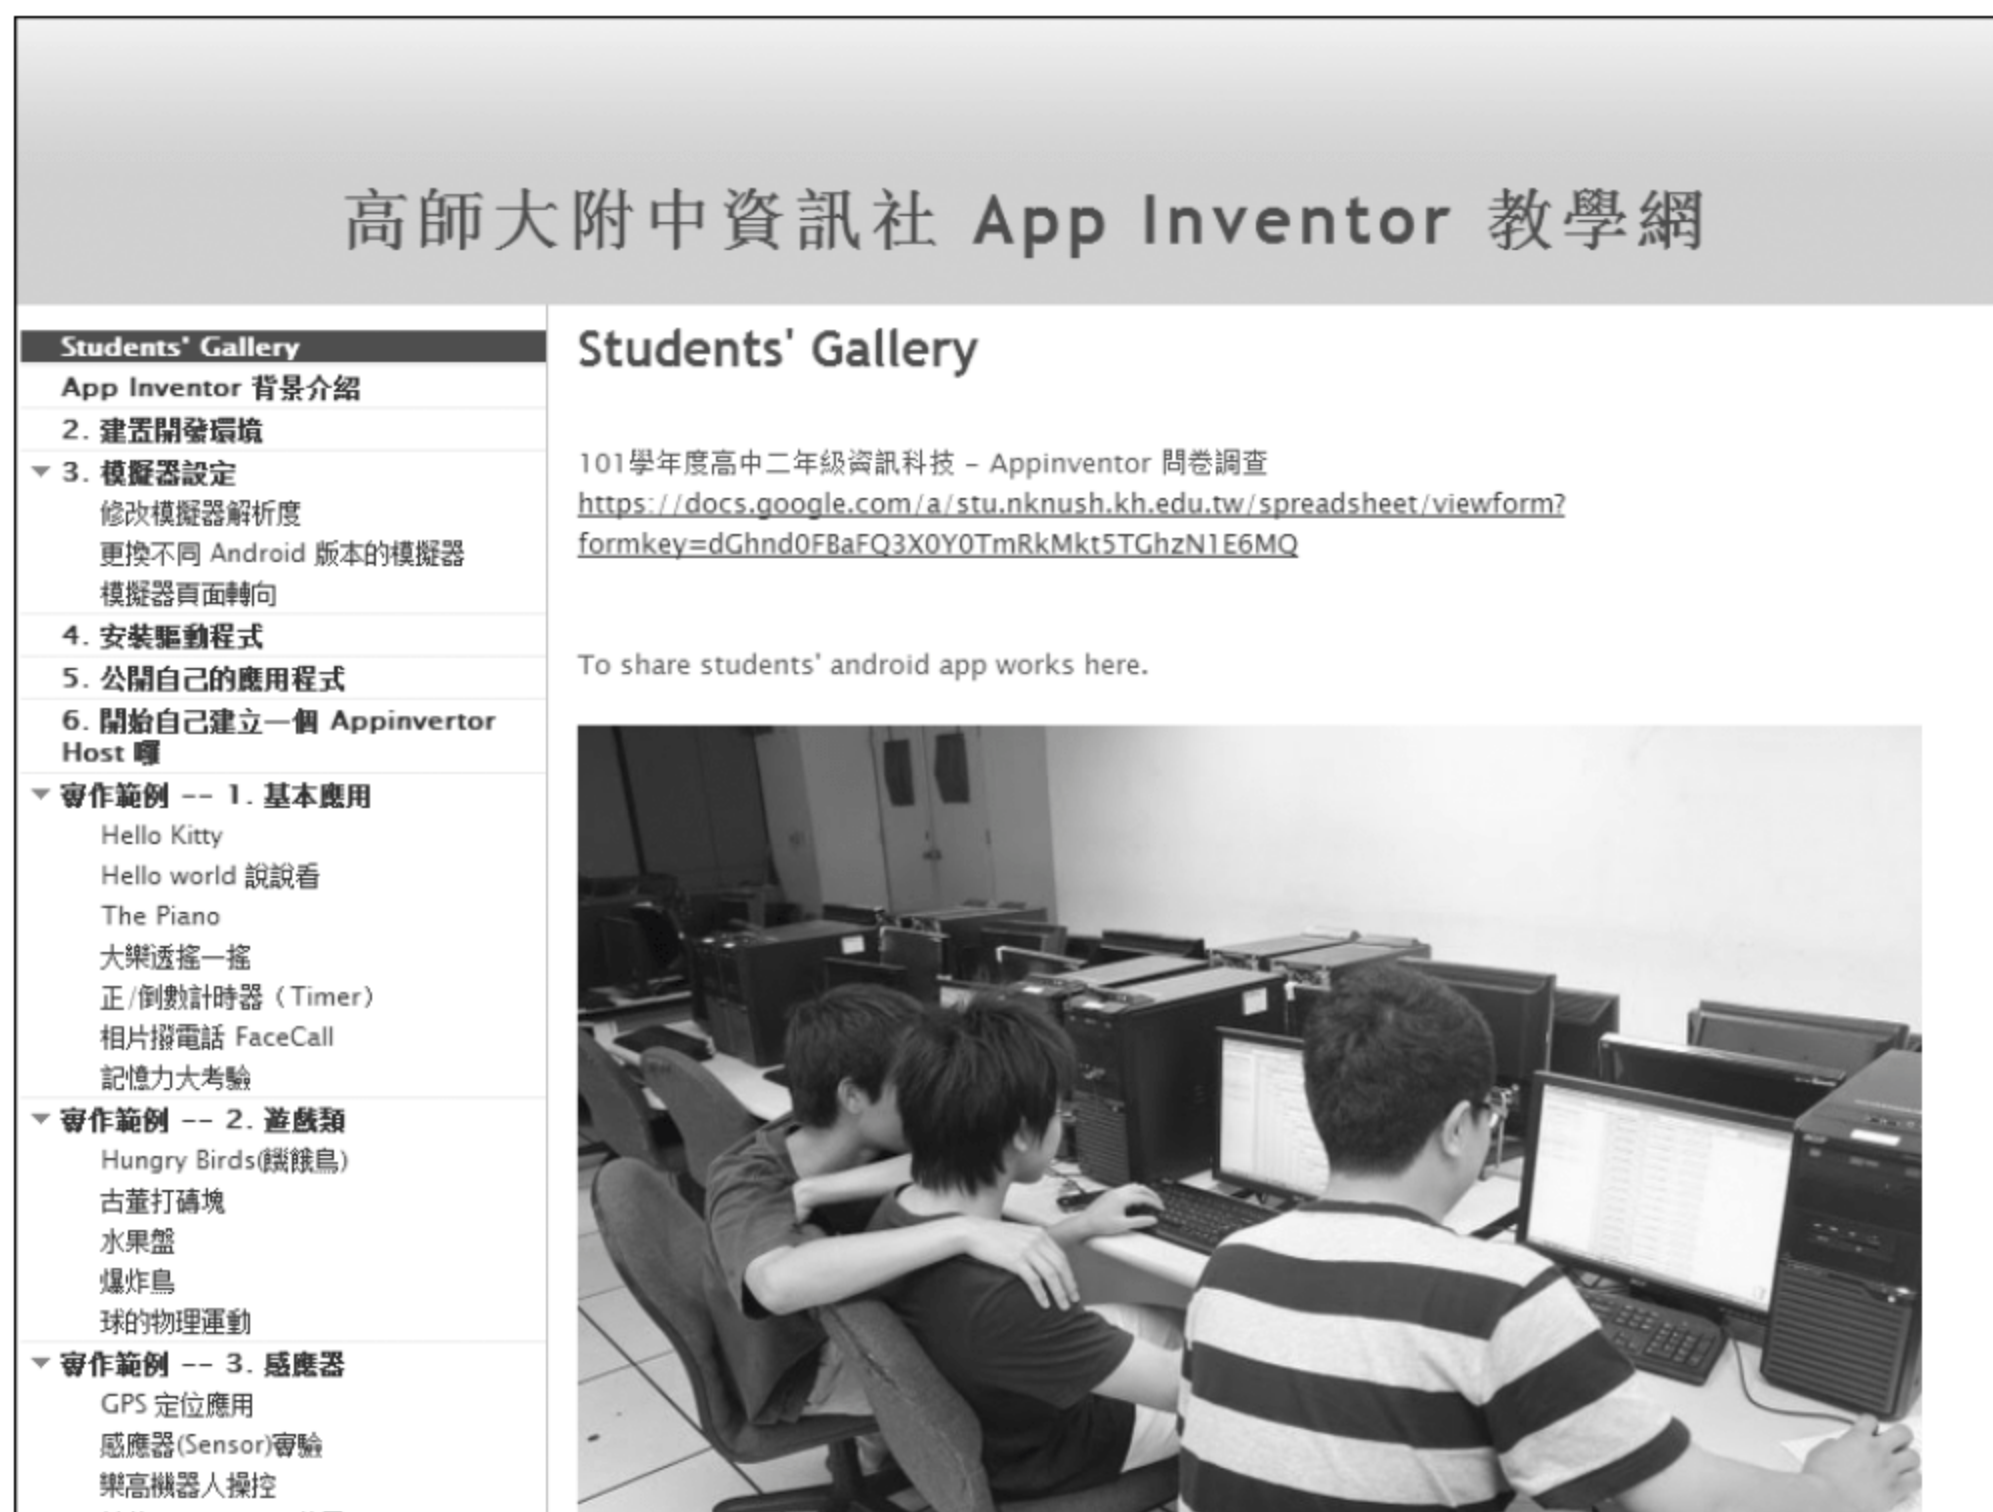 高師大附中資訊社 App Inventor 教學網
Students' Gallery
App Inventor 背景介紹
2. 建置開發環境
3. 模擬器設定
修改模擬器解析度
更換不同 Android 版本的模擬器
模擬器頁面轉向
4. 安裝驅動程式
5. 公開自己的應用程式
6. 開始自己建立一個 Appinvertor
Host 囉
實作範例 -- 1. 基本應用
Hello Kitty
Hello world 說說看
The Piano
大樂透搖一搖
正/倒數計時器（Timer）
相片撥電話 FaceCall
記憶力大考驗
實作範例 -- 2. 遊戲類
Hungry Birds(饑餓鳥)
古董打磚塊
水果盤
爆炸鳥
球的物理運動
實作範例 -- 3. 感應器
GPS 定位應用
感應器(Sensor)實驗
樂高機器人操控
Students' Gallery
101學年度高中二年級資訊科技 – Appinventor 問卷調查
https://docs.google.com/a/stu.nknush.kh.edu.tw/spreadsheet/viewform?
formkey=dGhnd0FBaFQ3X0Y0TmRkMkt5TGhzN1E6MQ
To share students' android app works here.